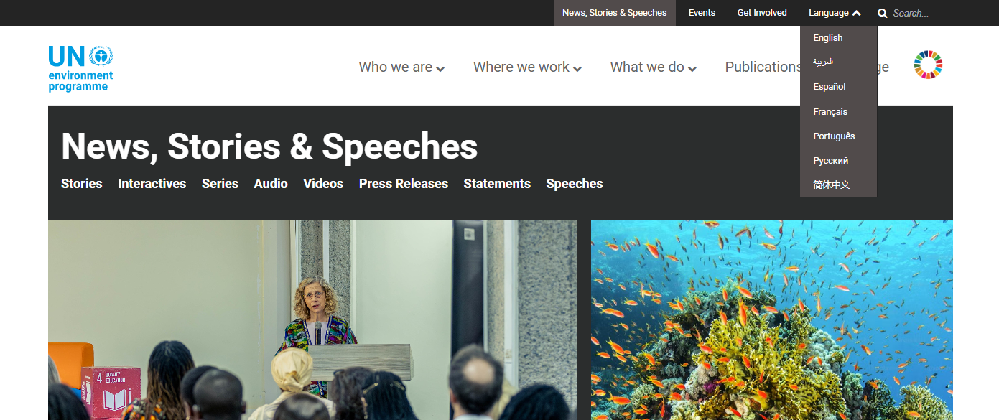 News, Stories & Speeches Events Get Involved Language Search...
English
العربية
Español
Français
Português
Русский
简体中文
UN
environment
programme
Who we are Where we work What we do Publications ge
News, Stories & Speeches
Stories Interactives Series Audio Videos Press Releases Statements Speeches
4 QUALITY
EDUCATION